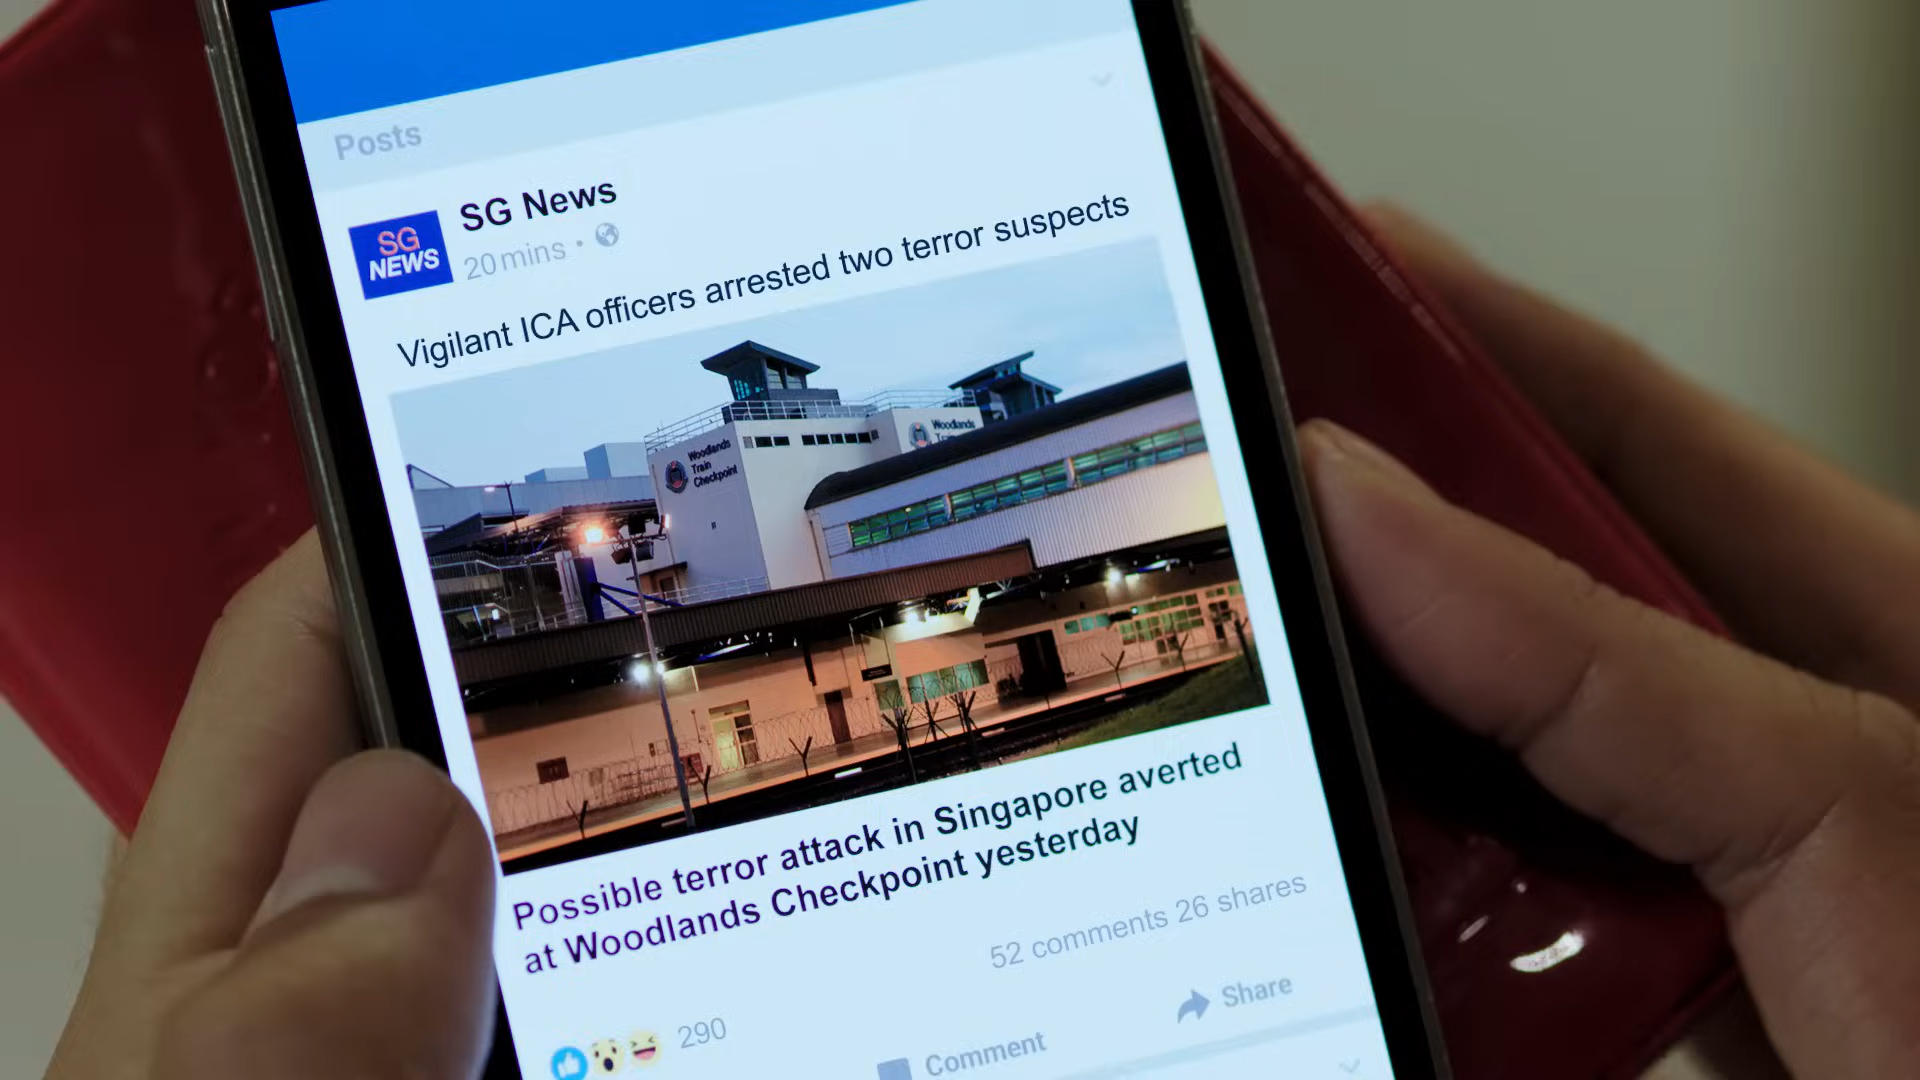 Posts
SG News
SG
NEWS
20 mins
Vigilant ICA officers arrested two terror suspects
Woodlands
Train
Checkpoint
Woodlands
Possible terror attack in Singapore averted
at Woodlands Checkpoint yesterday
52 comments 26 shares
290
Comment
Share